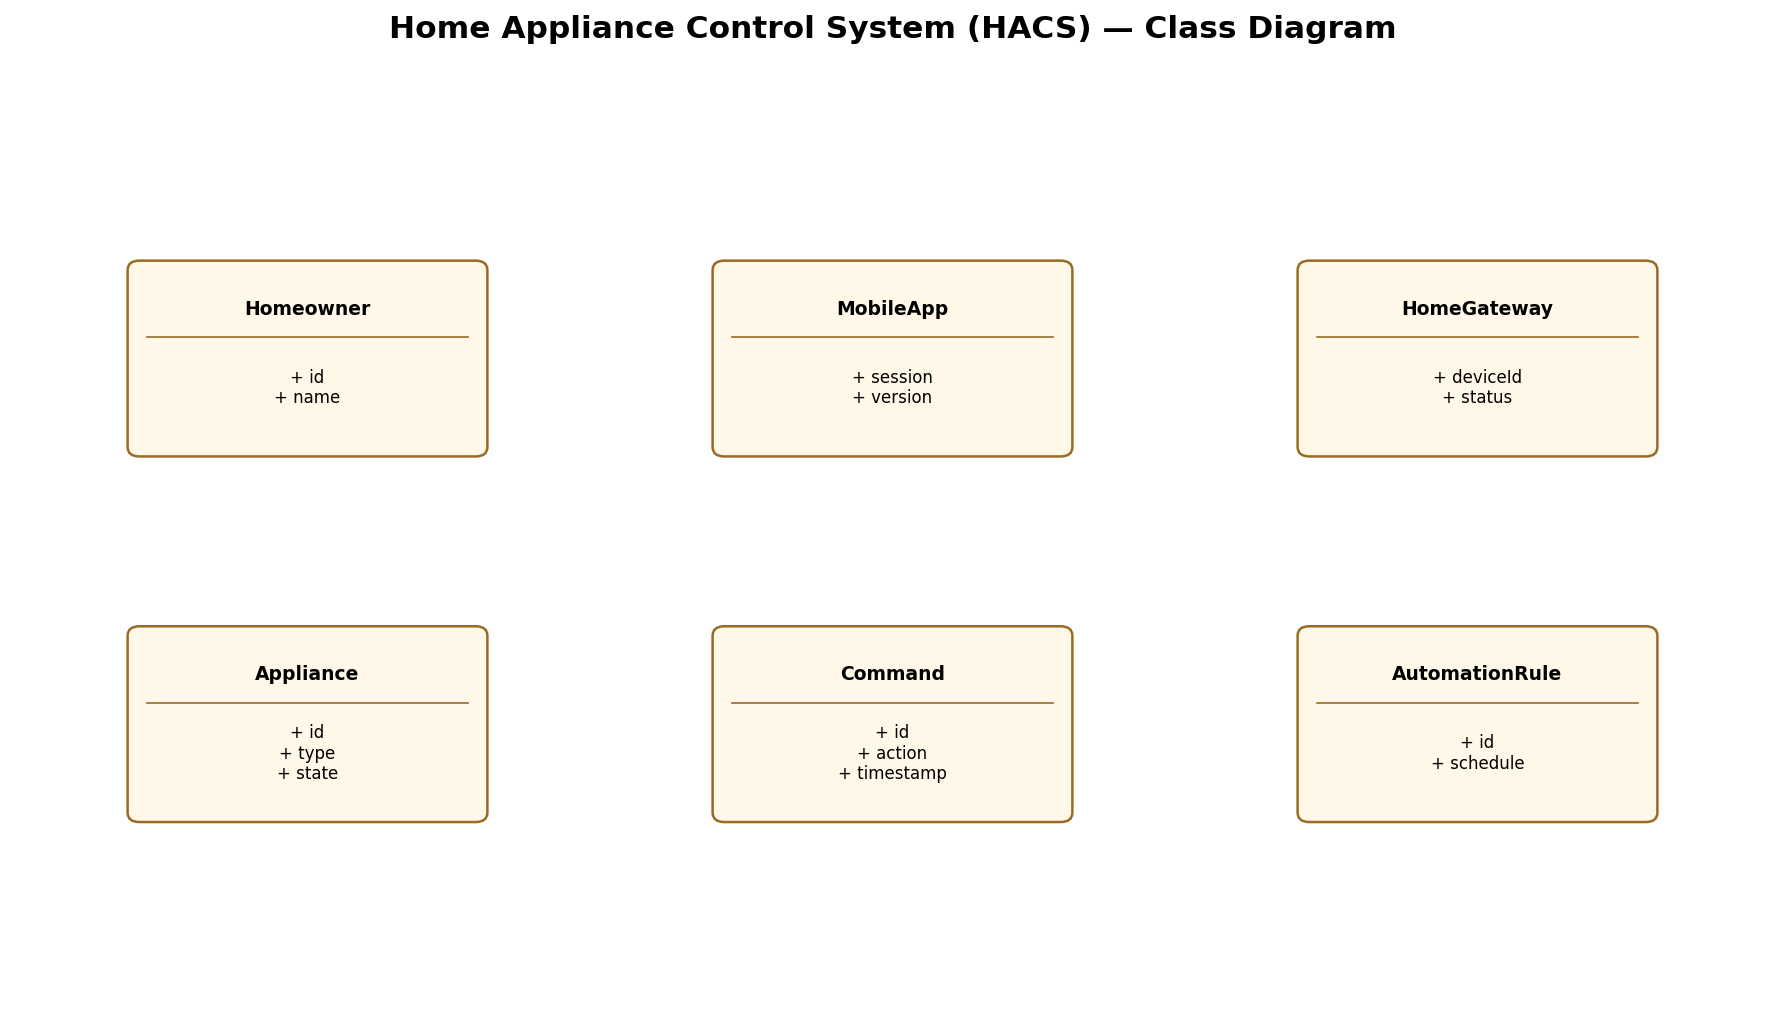 Home Appliance Control System (HACS) — Class Diagram
Homeowner
+ id
+ name
MobileApp
+ session
+ version
HomeGateway
+ deviceId
+ status
Appliance
+ id
+ type
+ state
Command
+ id
+ action
+ timestamp
AutomationRule
+ id
+ schedule